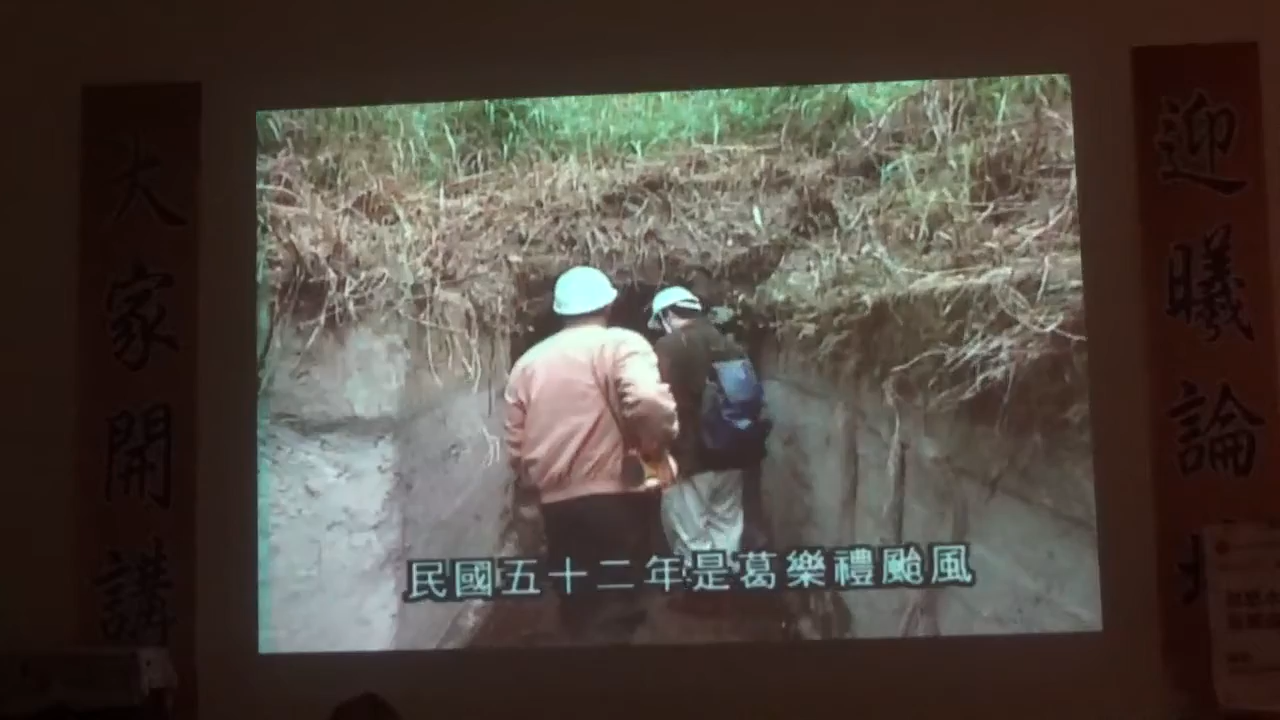 迎曦論
大家開講
民國五十二年是葛樂禮颱風